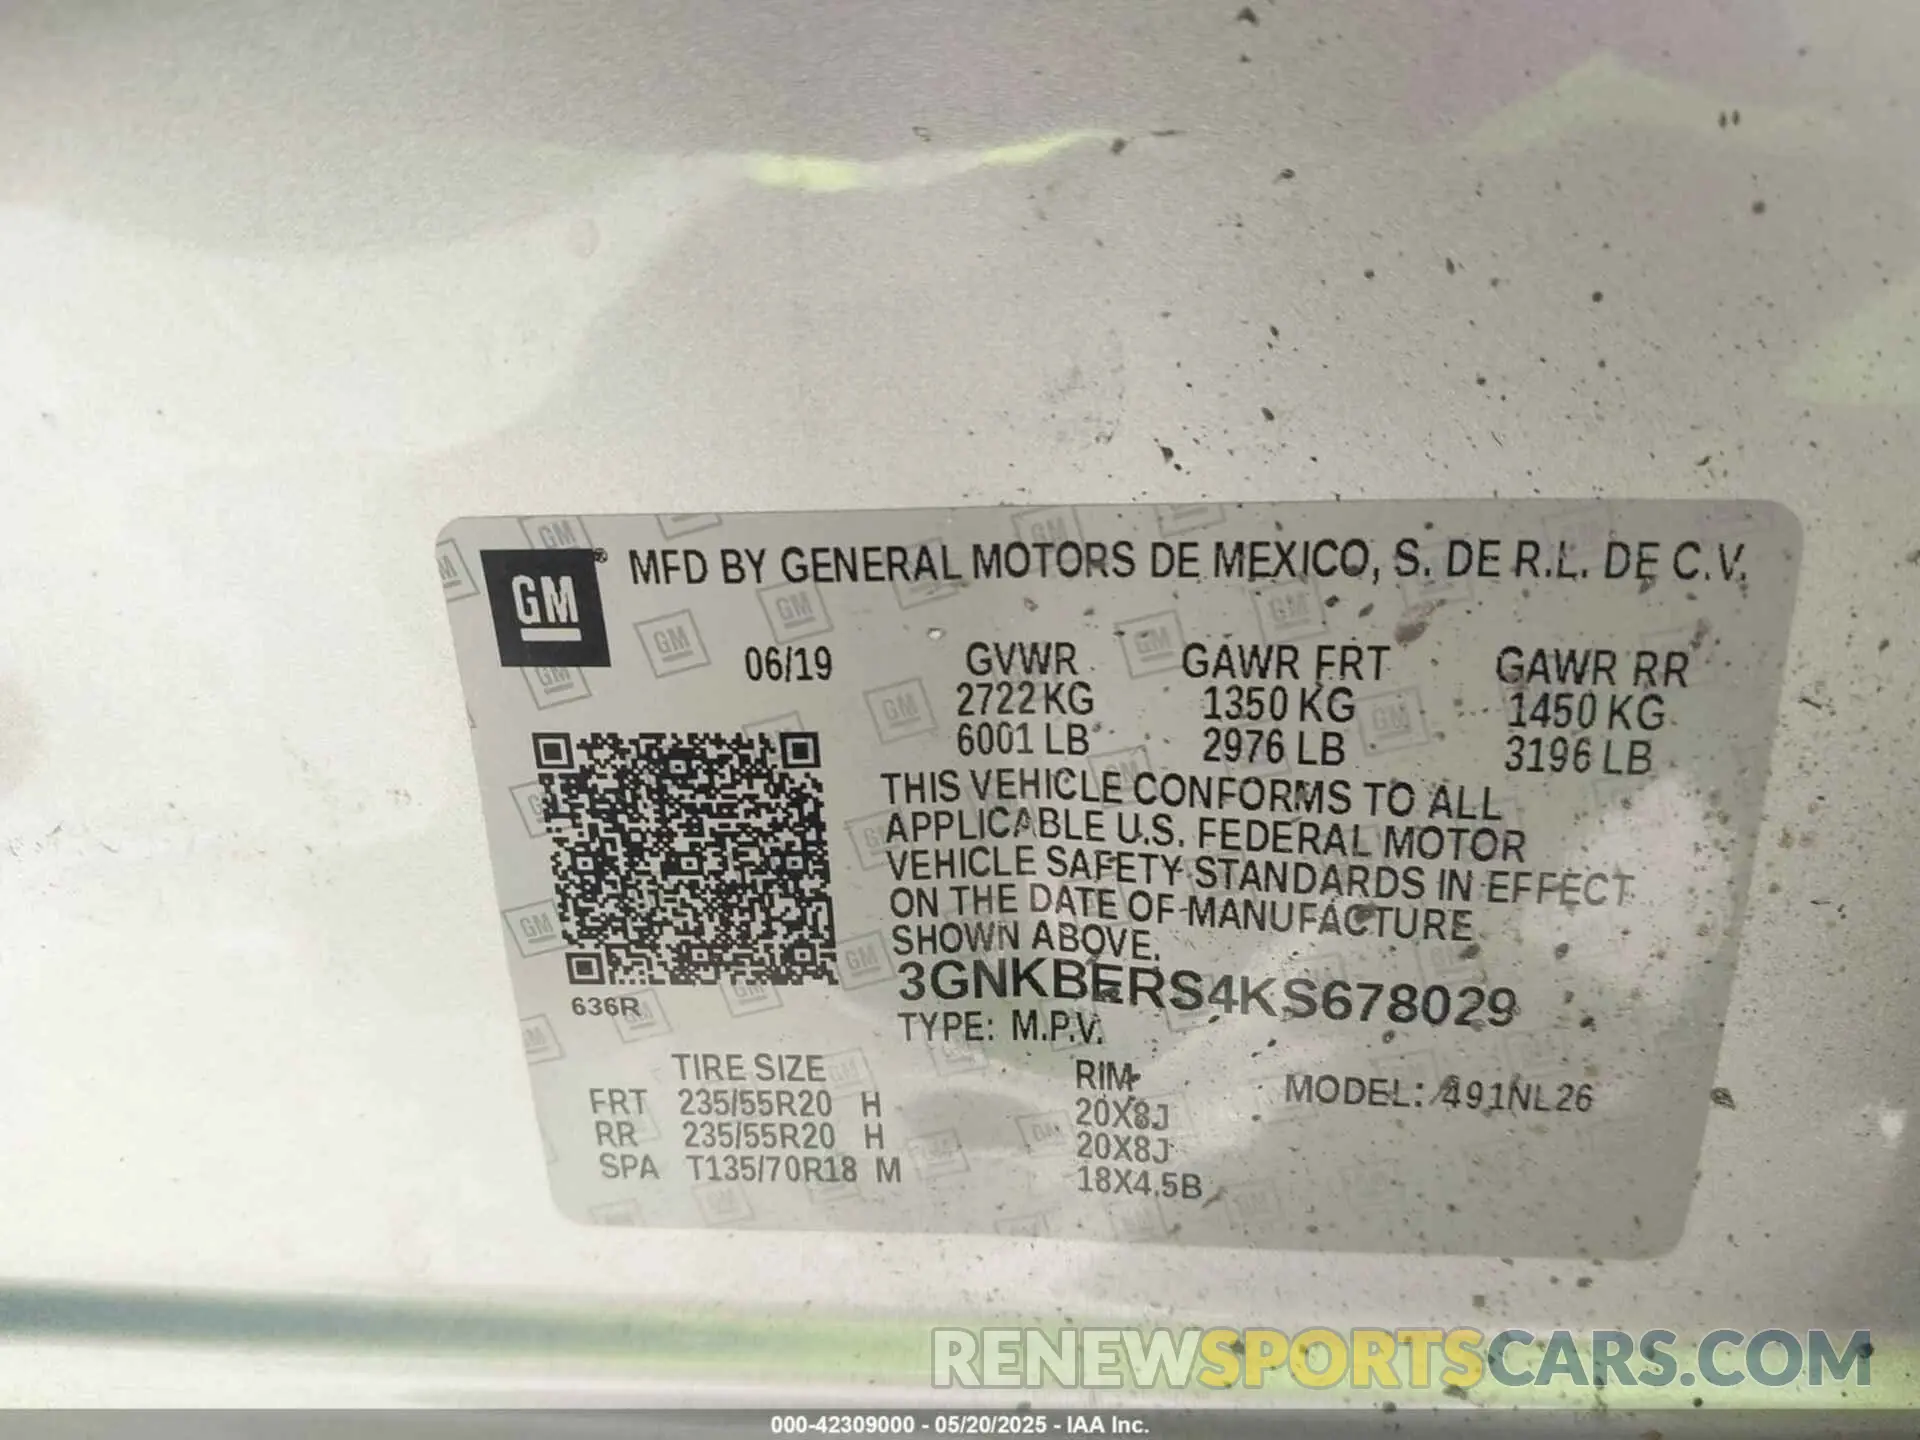 GM® MFD BY GENERAL MOTORS DE MEXICO, S. DE R.L. DE C.V.
06/19 GVWR GAWR FRT GAWR RR
2722 KG 1350 KG 1450 KG
6001 LB 2976 LB 3196 LB
THIS VEHICLE CONFORMS TO ALL
APPLICABLE U.S. FEDERAL MOTOR
VEHICLE SAFETY STANDARDS IN EFFECT
ON THE DATE OF MANUFACTURE
SHOWN ABOVE.
3GNKBERS4KS678029
636R
TYPE: M.P.V.
TIRE SIZE RIM MODEL: 491NL26
FRT 235/55R20 H 20X8J
RR 235/55R20 H 20X8J
SPA T135/70R18 M 18X4.5B
RENEWSPORTSCARS.COM
000-42309000 - 05/20/2025 - IAA Inc.